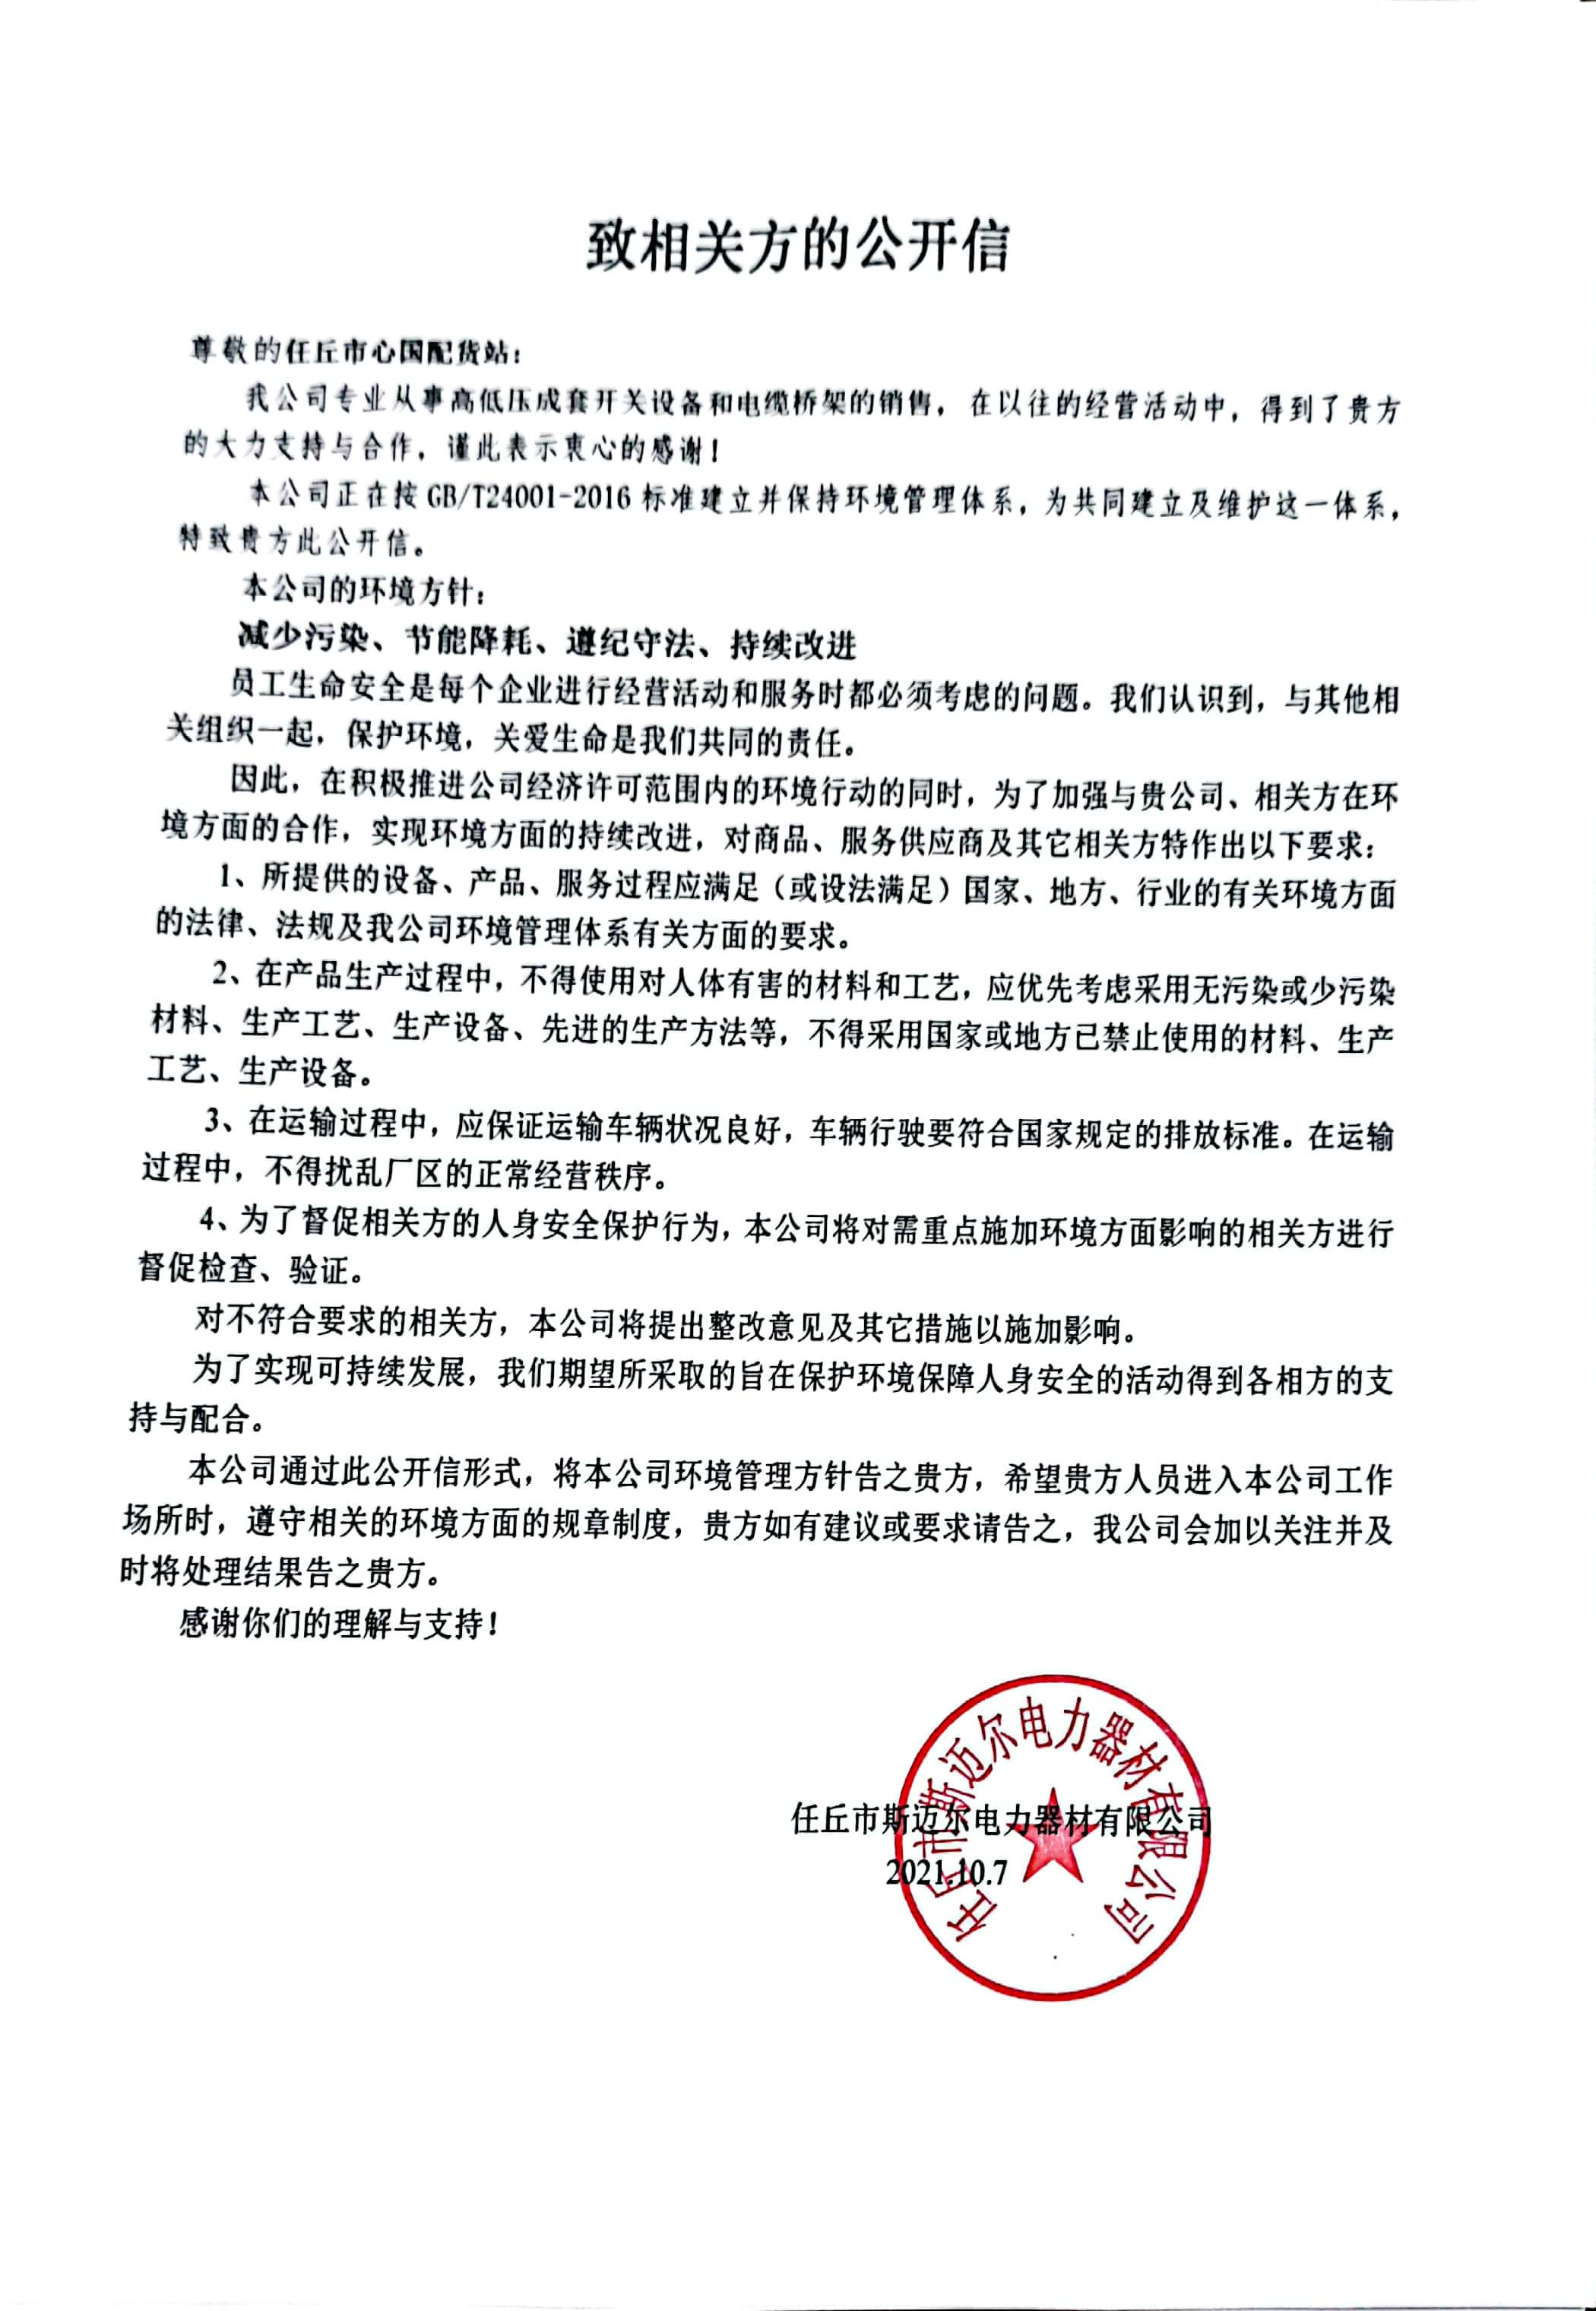 致相关方的公开信
尊敬的任丘市心国配货站：
我公司专业从事高低压成套开关设备和电缆桥架的销售，在以往的经营活动中，得到了贵方
的大力支持与合作，谨此表示衷心的感谢！
本公司正在按 GB/T24001-2016 标准建立并保持环境管理体系，为共同建立及维护这一体系，
特致贵方此公开信。
本公司的环境方针：
减少污染、节能降耗、遵纪守法、持续改进
员工生命安全是每个企业进行经营活动和服务时都必须考虑的问题。我们认识到，与其他相
关组织一起，保护环境，关爱生命是我们共同的责任。
因此，在积极推进公司经济许可范围内的环境行动的同时，为了加强与贵公司、相关方在环
境方面的合作，实现环境方面的持续改进，对商品、服务供应商及其它相关方特作出以下要求：
1、所提供的设备、产品、服务过程应满足（或设法满足）国家、地方、行业的有关环境方面
的法律、法规及我公司环境管理体系有关方面的要求。
2、在产品生产过程中，不得使用对人体有害的材料和工艺，应优先考虑采用无污染或少污染
材料、生产工艺、生产设备、先进的生产方法等，不得采用国家或地方已禁止使用的材料、生产
工艺、生产设备。
3、在运输过程中，应保证运输车辆状况良好，车辆行驶要符合国家规定的排放标准。在运输
过程中，不得扰乱厂区的正常经营秩序。
4、为了督促相关方的人身安全保护行为，本公司将对需重点施加环境方面影响的相关方进行
督促检查、验证。
对不符合要求的相关方，本公司将提出整改意见及其它措施以施加影响。
为了实现可持续发展，我们期望所采取的旨在保护环境保障人身安全的活动得到各相方的支
持与配合。
本公司通过此公开信形式，将本公司环境管理方针告之贵方，希望贵方人员进入本公司工作
场所时，遵守相关的环境方面的规章制度，贵方如有建议或要求请告之，我公司会加以关注并及
时将处理结果告之贵方。
感谢你们的理解与支持！
任丘市斯迈尔电力器材有限公司
任丘市斯迈尔电力器材有限公司
2021.10.7